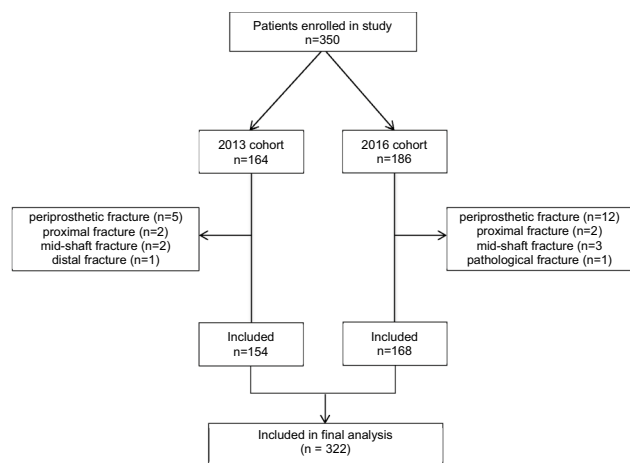 Patients enrolled in study
n=350
2013 cohort
n=164
2016 cohort
n=186
periprosthetic fracture (n=5)
proximal fracture (n=2)
mid-shaft fracture (n=2)
distal fracture (n=1)
periprosthetic fracture (n=12)
proximal fracture (n=2)
mid-shaft fracture (n=3
pathological fracture (n=1)
Included
n=154
Included
n=168
Included in final analysis
(n = 322)